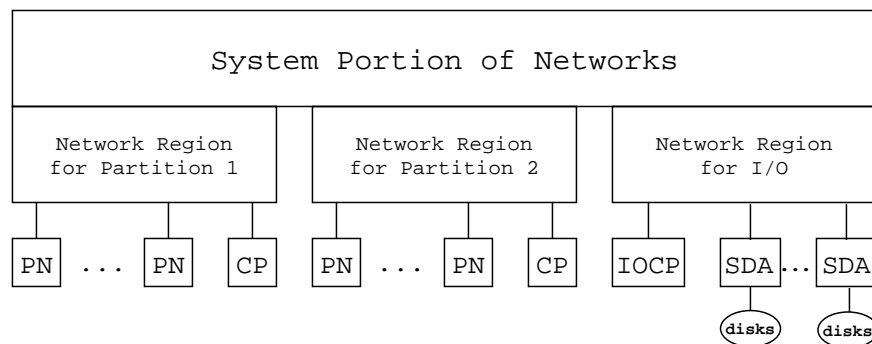 System Portion of Networks
Network Region Network Region Network Region
for Partition 1 for Partition 2 for I/O
PN ... PN CP PN ... PN CP IOCP SDA ... SDA
disks disks